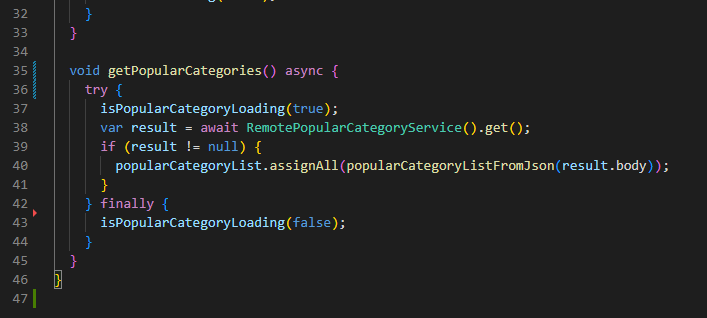 32 }
33 }
34
35 void getPopularCategories() async {
36 try {
37 isPopularCategoryLoading(true);
38 var result = await RemotePopularCategoryService().get();
39 if (result != null) {
40 popularCategoryList.assignAll(popularCategoryListFromJson(result.body));
41 }
42 } finally {
43 isPopularCategoryLoading(false);
44 }
45 }
46 }
47